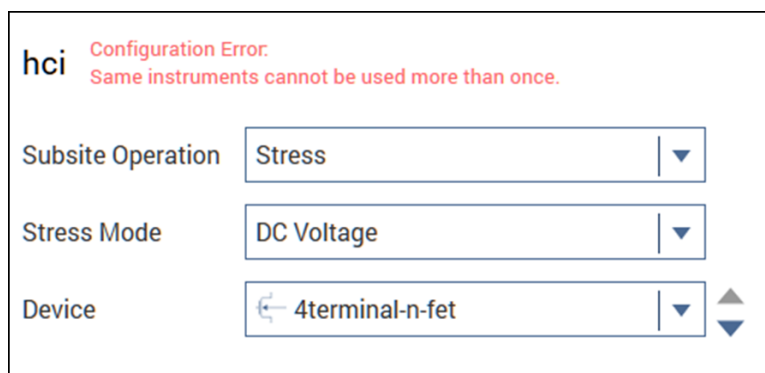 hci
Configuration Error:
Same instruments cannot be used more than once.
Subsite Operation Stress
Stress Mode DC Voltage
Device 4terminal-n-fet